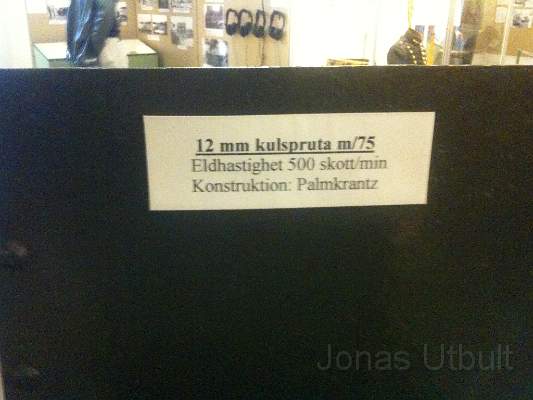 12 mm kulspruta m/75
Eldhastighet 500 skott/min
Konstruktion: Palmkrantz
Jonas Utbult